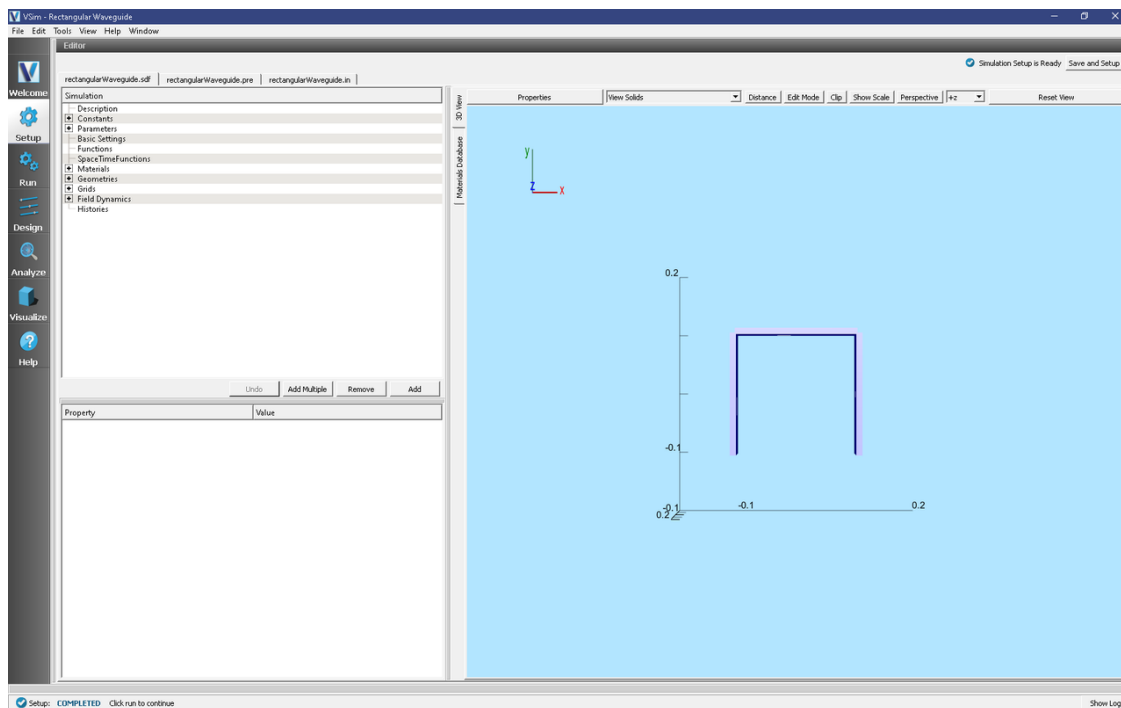 VSim - Rectangular Waveguide
File Edit Tools View Help Window
Editor
Simulation Setup is Ready Save and Setup
rectangularWaveguide.sdf rectangularWaveguide.pre rectangularWaveguide.in
Welcome
Setup
Run
Design
Analyze
Visualize
Help
Simulation
Description
Constants
Parameters
Basic Settings
Functions
SpaceTimeFunctions
Materials
Geometries
Grids
Field Dynamics
Histories
Undo Add Multiple Remove Add
Property Value
3D View
Materials Database
Properties View Solids Distance Edit Mode Clip Show Scale Perspective +z Reset View
y
z x
0.2
-0.1
-0.1 -0.1 0.2
0.2
Setup: COMPLETED Click run to continue Show Log